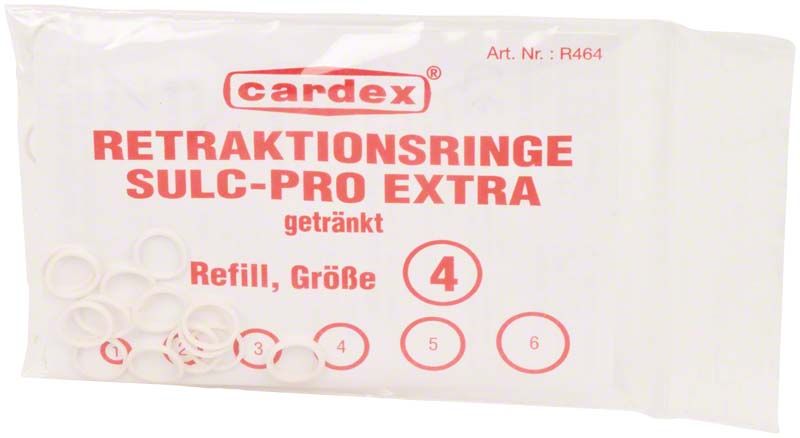 Art. Nr. : R464
cardex®
RETRAKTIONSRINGE
SULC-PRO EXTRA
getränkt
Refill, Größe 4
1 2 3 4 5 6